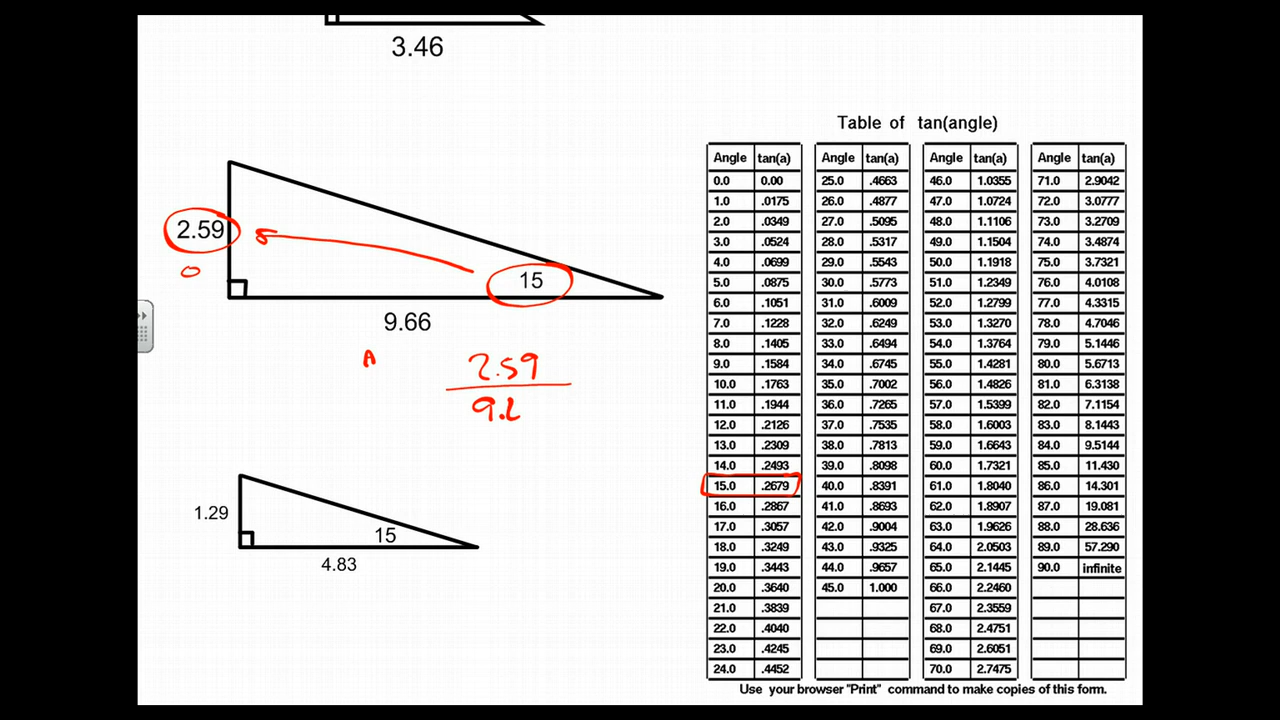 3.46
2.59
O
15
9.66
A
2.59
9.6
1.29
15
4.83
Table of tan(angle)
Angle tan(a) Angle tan(a) Angle tan(a) Angle tan(a)
0.0 0.00 25.0 .4663 46.0 1.0355 71.0 2.9042
1.0 .0175 26.0 .4877 47.0 1.0724 72.0 3.0777
2.0 .0349 27.0 .5095 48.0 1.1106 73.0 3.2709
3.0 .0524 28.0 .5317 49.0 1.1504 74.0 3.4874
4.0 .0699 29.0 .5543 50.0 1.1918 75.0 3.7321
5.0 .0875 30.0 .5773 51.0 1.2349 76.0 4.0108
6.0 .1051 31.0 .6009 52.0 1.2799 77.0 4.3315
7.0 .1228 32.0 .6249 53.0 1.3270 78.0 4.7046
8.0 .1405 33.0 .6494 54.0 1.3764 79.0 5.1446
9.0 .1584 34.0 .6745 55.0 1.4281 80.0 5.6713
10.0 .1763 35.0 .7002 56.0 1.4826 81.0 6.3138
11.0 .1944 36.0 .7265 57.0 1.5399 82.0 7.1154
12.0 .2126 37.0 .7535 58.0 1.6003 83.0 8.1443
13.0 .2309 38.0 .7813 59.0 1.6643 84.0 9.5144
14.0 .2493 39.0 .8098 60.0 1.7321 85.0 11.430
15.0 .2679 40.0 .8391 61.0 1.8040 86.0 14.301
16.0 .2867 41.0 .8693 62.0 1.8907 87.0 19.081
17.0 .3057 42.0 .9004 63.0 1.9626 88.0 28.636
18.0 .3249 43.0 .9325 64.0 2.0503 89.0 57.290
19.0 .3443 44.0 .9657 65.0 2.1445 90.0 infinite
20.0 .3640 45.0 1.000 66.0 2.2460
21.0 .3839 67.0 2.3559
22.0 .4040 68.0 2.4751
23.0 .4245 69.0 2.6051
24.0 .4452 70.0 2.7475
Use your browser "Print" command to make copies of this form.